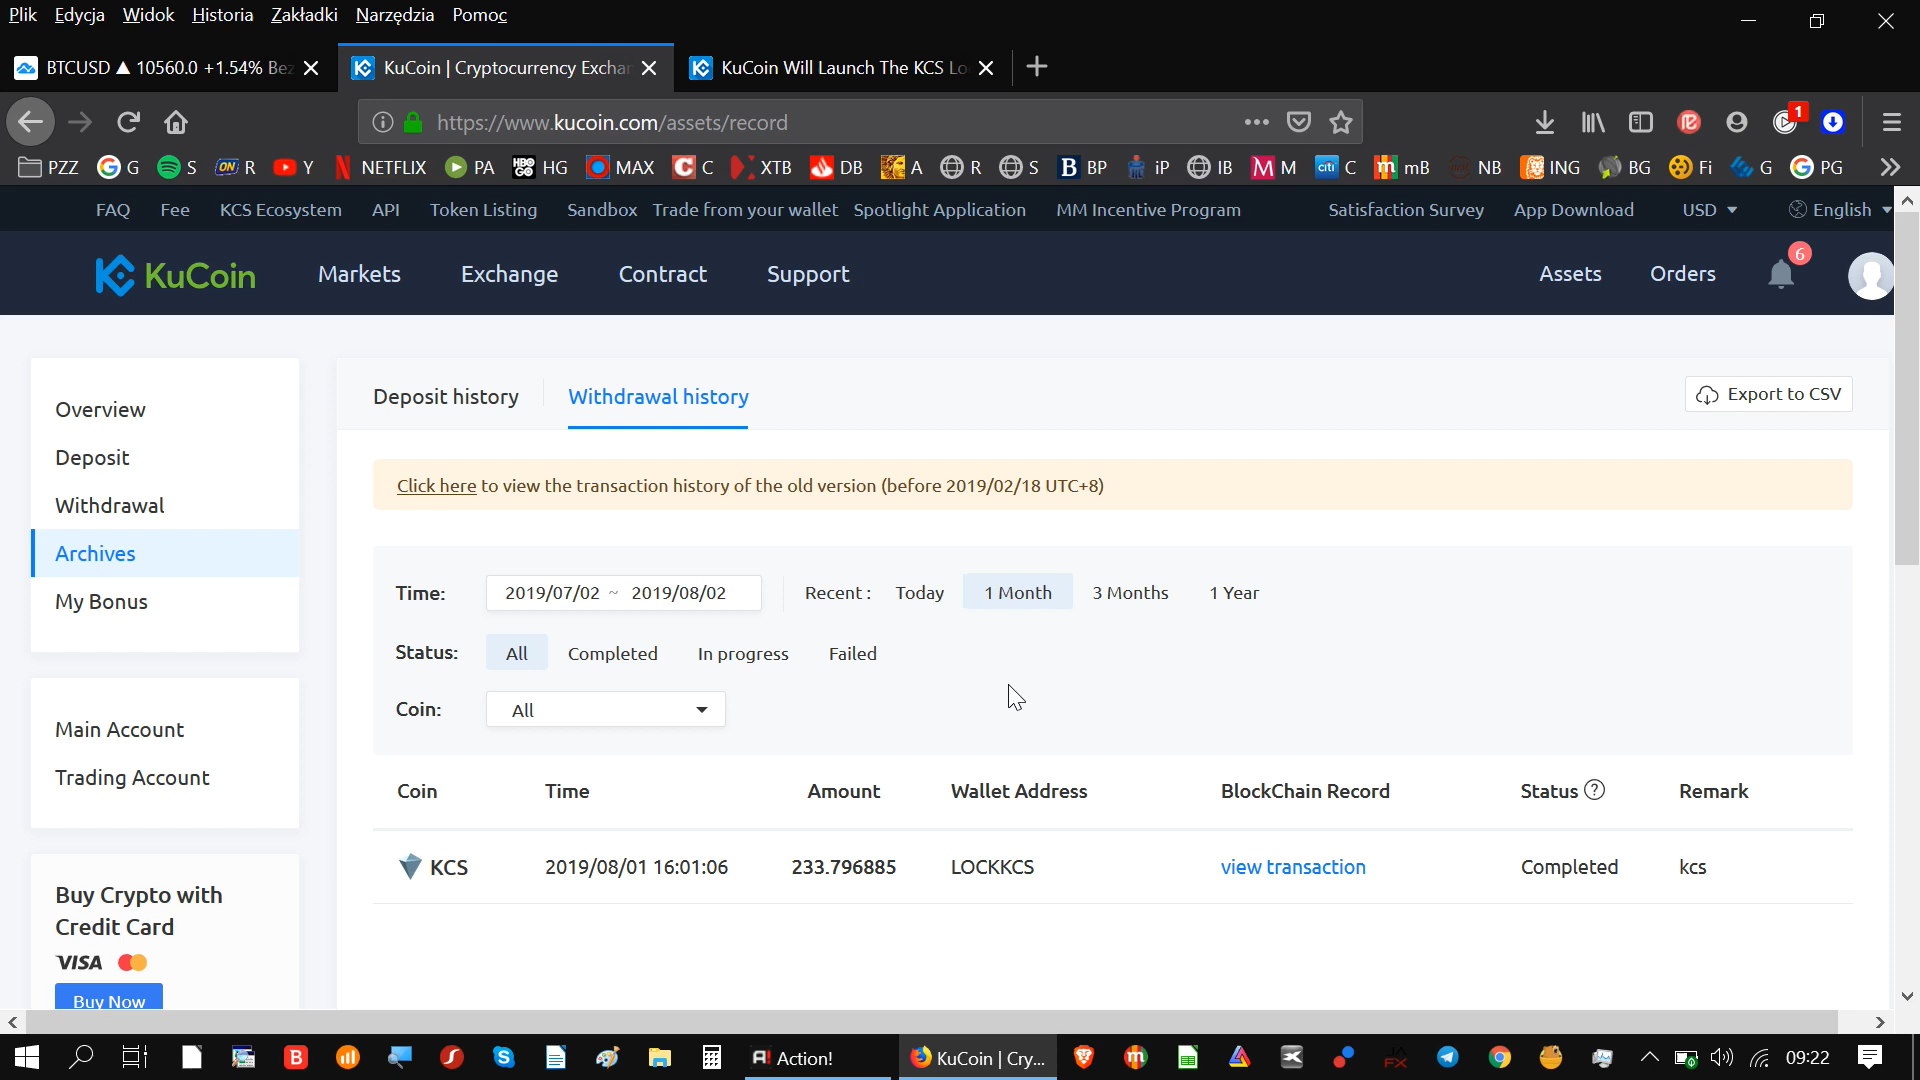 Plik Edycja Widok Historia Zakładki Narzędzia Pomoc
BTCUSD ▲ 10560.0 +1.54% Bez
KuCoin | Cryptocurrency Exchan
KuCoin Will Launch The KCS Lo
https://www.kucoin.com/assets/record
1
PZZ G S ON R Y NETFLIX PA HBO GO HG MAX C C XTB DB A R S B BP iP IB M M citi C m mB NB ING BG Fi G PG
FAQ Fee KCS Ecosystem API Token Listing Sandbox Trade from your wallet Spotlight Application MM Incentive Program Satisfaction Survey App Download USD English
KuCoin Markets Exchange Contract Support Assets Orders 6
Overview
Deposit
Withdrawal
Archives
My Bonus
Main Account
Trading Account
Buy Crypto with
Credit Card
VISA
Buy Now
Deposit history Withdrawal history Export to CSV
Click here to view the transaction history of the old version (before 2019/02/18 UTC+8)
Time: 2019/07/02 ~ 2019/08/02 Recent : Today 1 Month 3 Months 1 Year
Status: All Completed In progress Failed
Coin: All
Coin Time Amount Wallet Address BlockChain Record Status ? Remark
KCS 2019/08/01 16:01:06 233.796885 LOCKKCS view transaction Completed kcs
Action! KuCoin | Cry... 09:22